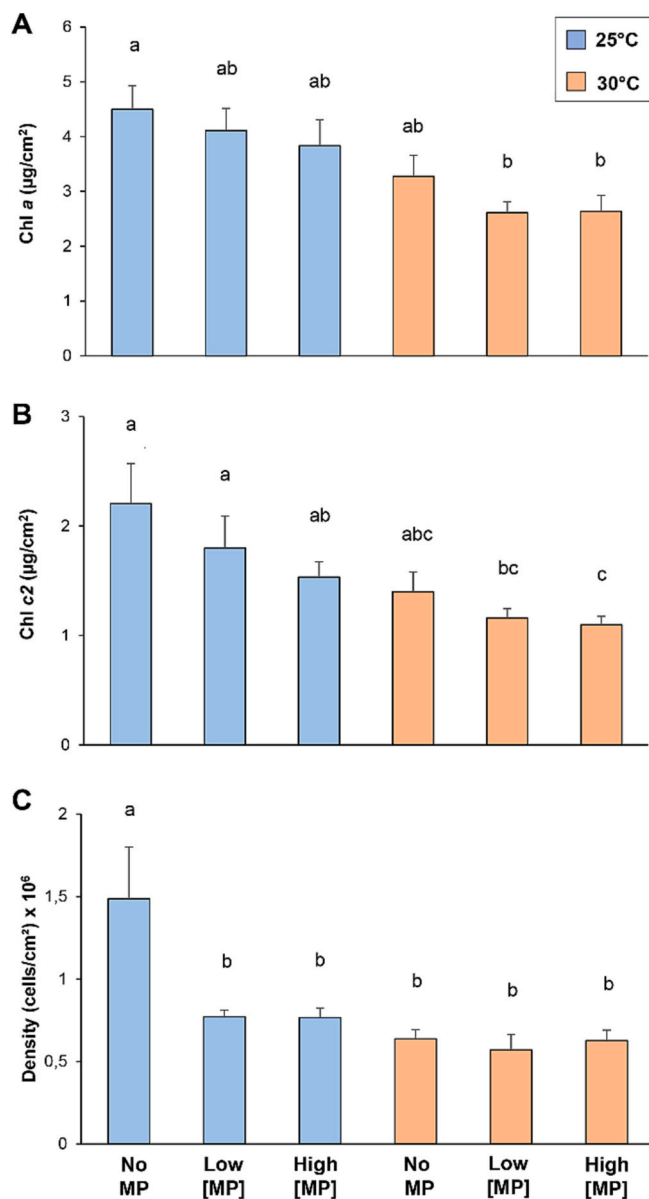 A
6
5
4
3
2
1
0
Chl a (µg/cm²)
a
ab
ab
ab
b
b
25°C
30°C
B
3
2
1
0
Chl c2 (µg/cm²)
a
a
ab
abc
bc
c
C
2
1,5
1
0,5
0
Density (cells/cm²) x 10⁶
a
b
b
b
b
b
No
MP
Low
[MP]
High
[MP]
No
MP
Low
[MP]
High
[MP]